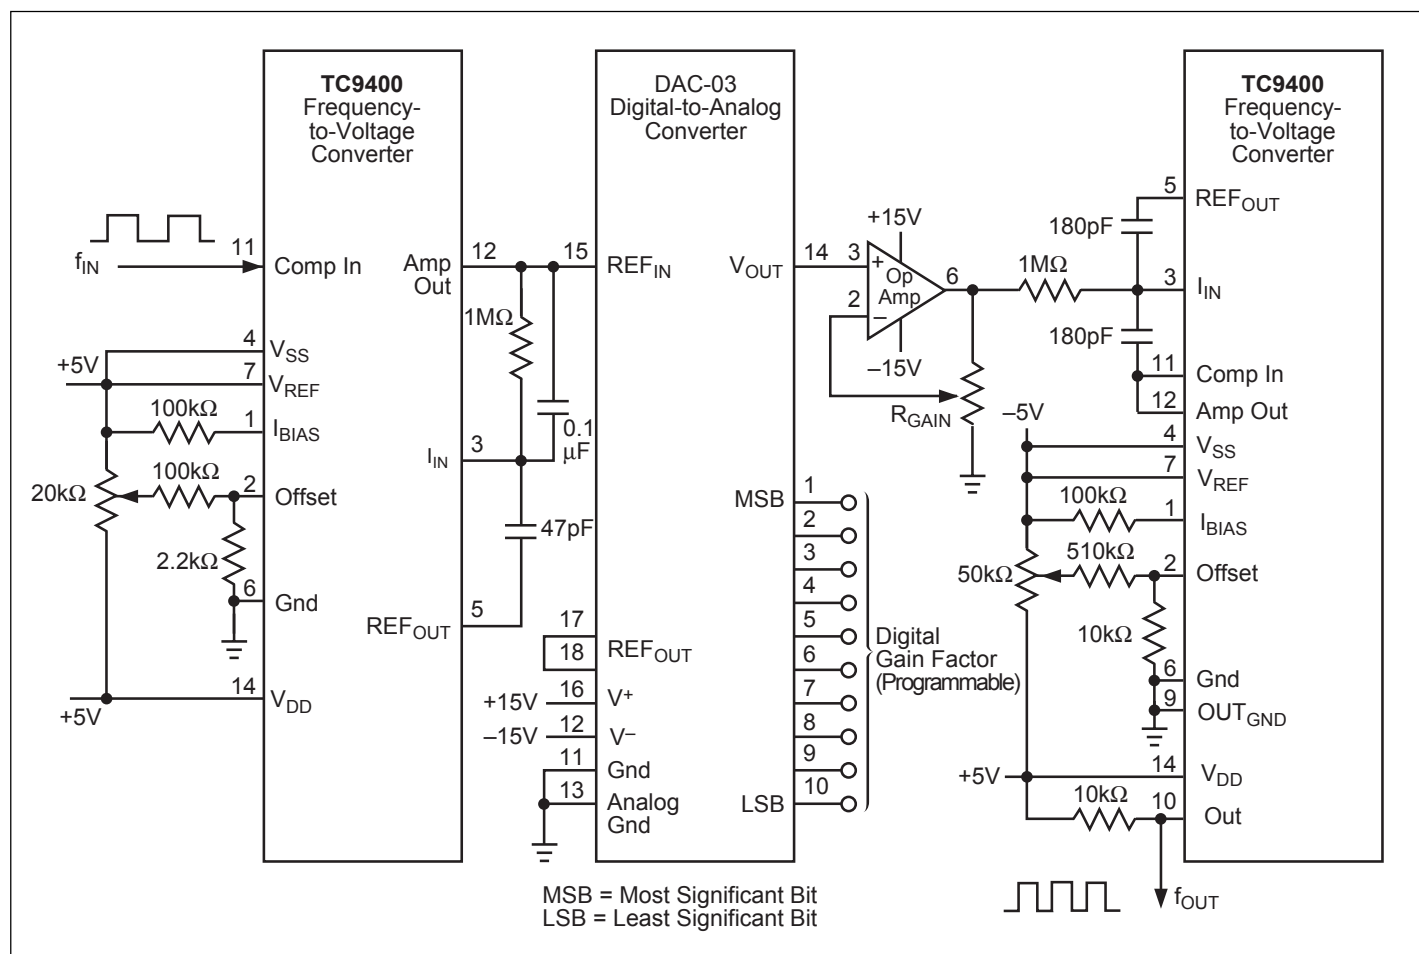 TC9400
Frequency-
to-Voltage
Converter
fIN
11
Comp In
Amp
Out
12
+5V
4
VSS
7
VREF
100kΩ
1
IBIAS
20kΩ
100kΩ
2
Offset
2.2kΩ
6
Gnd
+5V
14
VDD
IIN
3
REFOUT
5
1MΩ
0.1
µF
47pF
DAC-03
Digital-to-Analog
Converter
15
REFIN
VOUT
14
17
18
REFOUT
+15V
16
V+
–15V
12
V–
11
Gnd
13
Analog
Gnd
MSB
1
2
3
4
5
6
7
8
9
LSB
10
Digital
Gain Factor
(Programmable)
+15V
3
+
Op
Amp
2
–
6
–15V
RGAIN
1MΩ
180pF
180pF
TC9400
Frequency-
to-Voltage
Converter
5
REFOUT
3
IIN
11
Comp In
12
Amp Out
–5V
4
VSS
7
VREF
100kΩ
1
IBIAS
50kΩ
510kΩ
2
Offset
10kΩ
6
Gnd
9
OUTGND
+5V
14
VDD
10kΩ
10
Out
fOUT
MSB = Most Significant Bit
LSB = Least Significant Bit